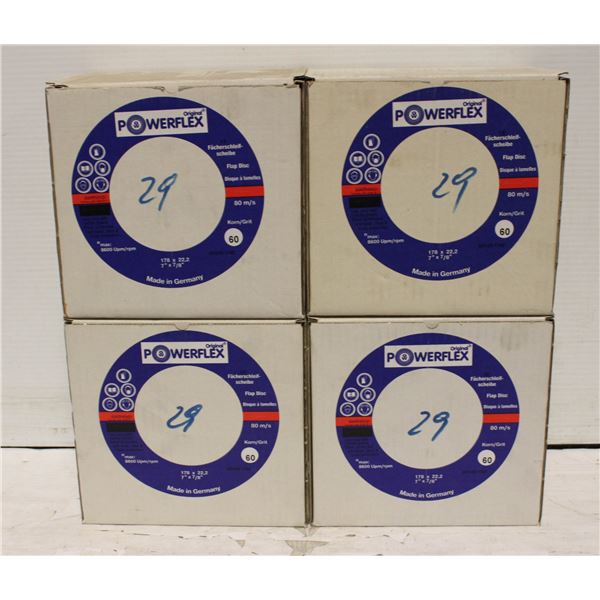 Original®
POWERFLEX
Fächerschleif-
scheibe
Flap Disc
Disque à lamelles
29
80 m/s
Korn/Grit
60
max:
8600 Upm/rpm
178 x 22,2
7" x 7/8"
Made in Germany
Original®
POWERFLEX
Fächerschleif-
scheibe
Flap Disc
Disque à lamelles
29
80 m/s
Korn/Grit
60
max:
8600 Upm/rpm
178 x 22,2
7" x 7/8"
Made in Germany
Original®
POWERFLEX
Fächerschleif-
scheibe
Flap Disc
Disque à lamelles
29
80 m/s
Korn/Grit
60
max:
8600 Upm/rpm
178 x 22,2
7" x 7/8"
Made in Germany
Original®
POWERFLEX
Fächerschleif-
scheibe
Flap Disc
Disque à lamelles
29
80 m/s
Korn/Grit
60
max:
8600 Upm/rpm
178 x 22,2
7" x 7/8"
Made in Germany